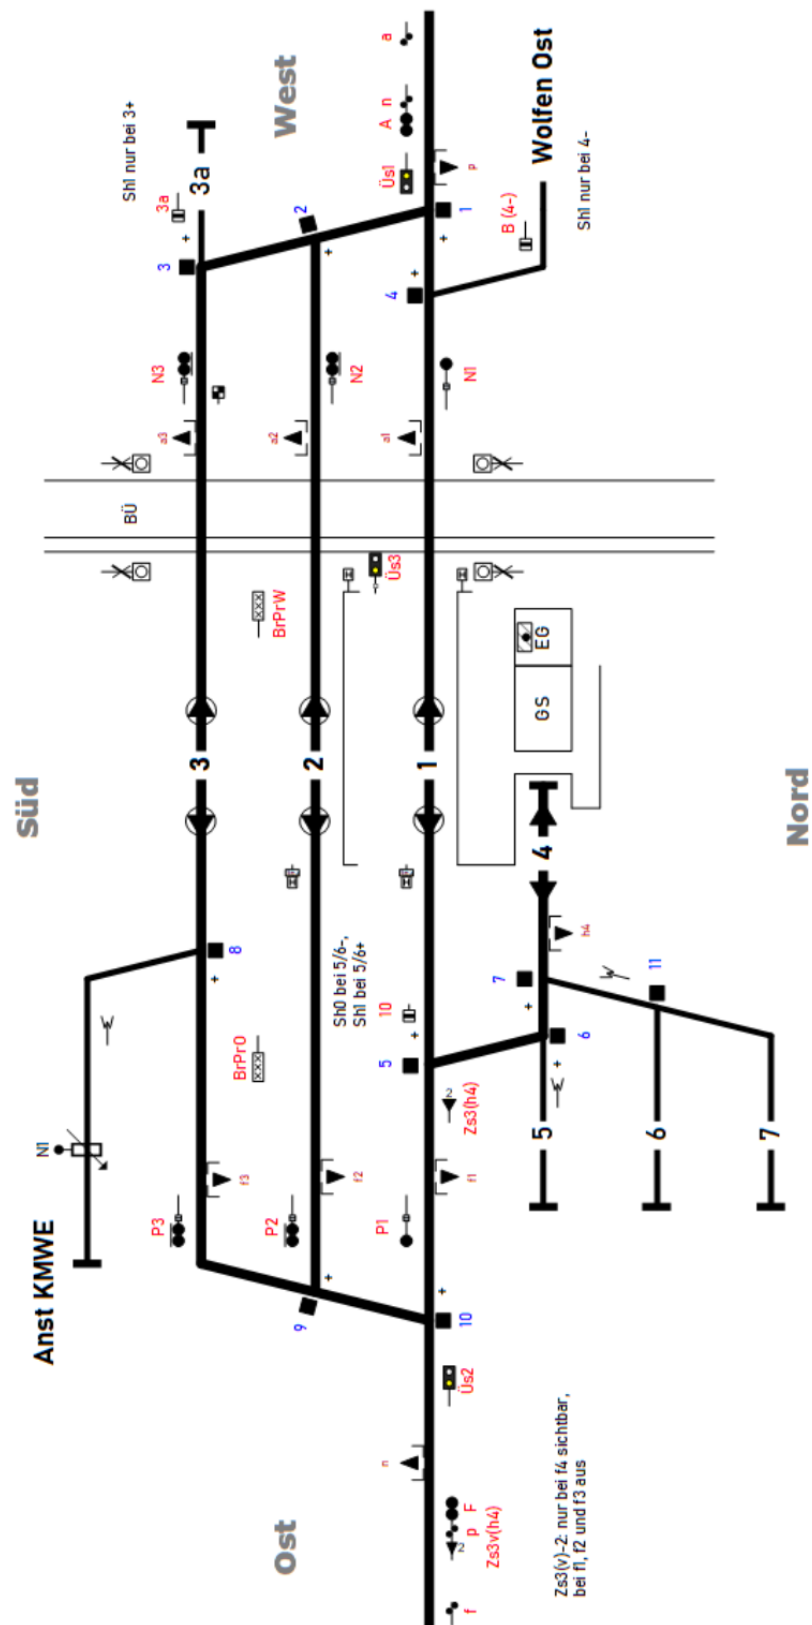 West
a
A n
Üs1
p
Wolfen Ost
Sh1 nur bei 3+
3a
3a
+
3
2
+
1
+
B (4-)
Sh1 nur bei 4-
4
+
N3
N2
N1
a3
a2
a1
BÜ
Üs3
BrPrW
EG
GS
Süd
3
2
1
4
Nord
h4
8
+
7
+
11
6
+
Sh0 bei 5/6-,
Sh1 bei 5/6+
10
+
5
BrPrO
2
Zs3(h4)
N1
Anst KMWE
5
6
7
f3
f2
f1
P3
P2
P1
9
+
10
+
Üs2
n
Ost
p F
2
Zs3v(h4)
f
Zs3(v)-2: nur bei f4 sichtbar,
bei f1, f2 und f3 aus